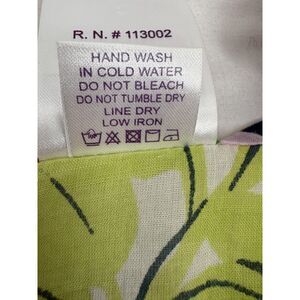 R. N. # 113002
HAND WASH
IN COLD WATER
DO NOT BLEACH
DO NOT TUMBLE DRY
LINE DRY
LOW IRON